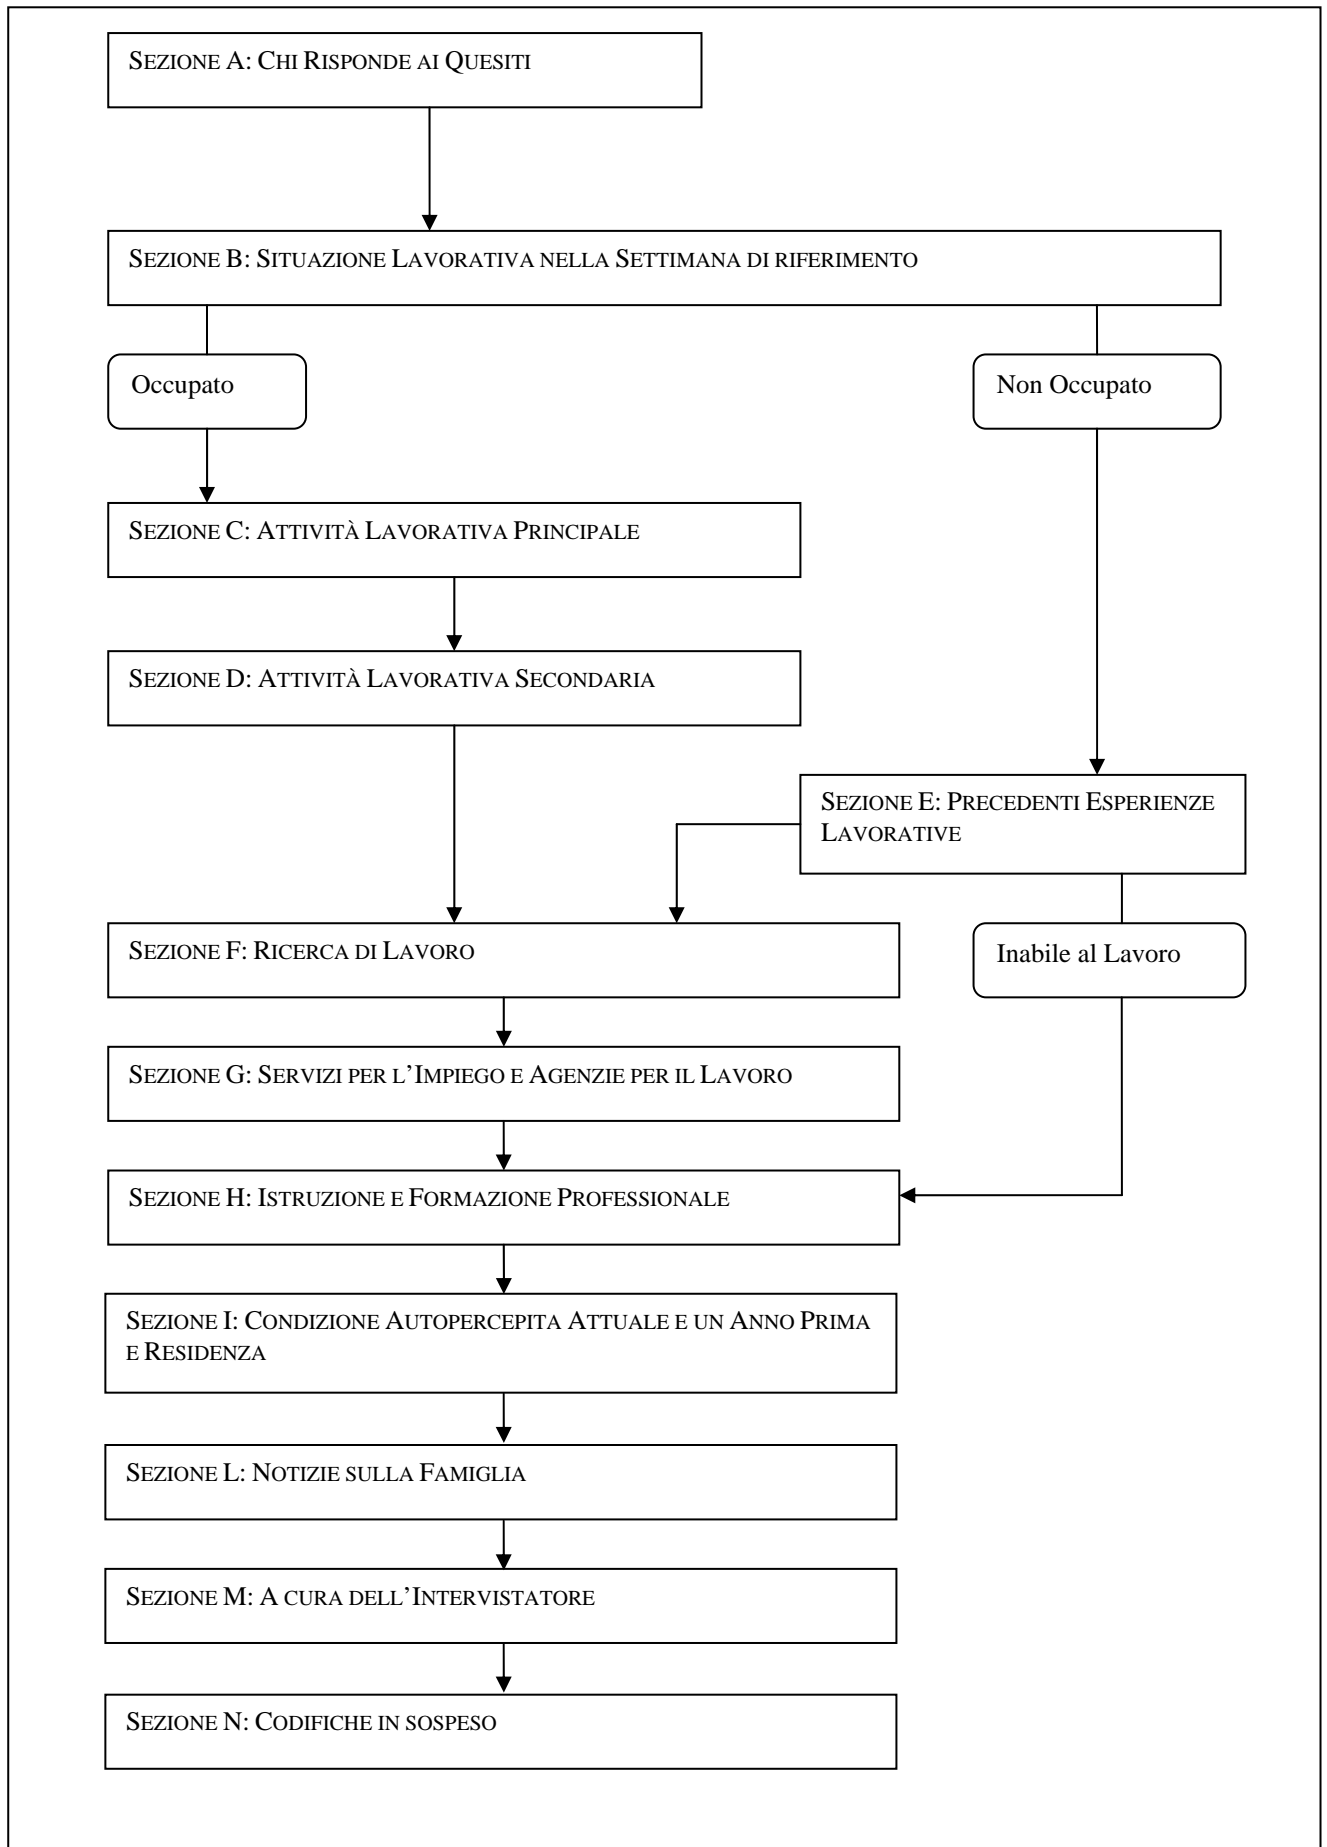 SEZIONE A: CHI RISPONDE AI QUESITI
SEZIONE B: SITUAZIONE LAVORATIVA NELLA SETTIMANA DI RIFERIMENTO
Occupato
Non Occupato
SEZIONE C: ATTIVITÀ LAVORATIVA PRINCIPALE
SEZIONE D: ATTIVITÀ LAVORATIVA SECONDARIA
SEZIONE E: PRECEDENTI ESPERIENZE
LAVORATIVE
SEZIONE F: RICERCA DI LAVORO
Inabile al Lavoro
SEZIONE G: SERVIZI PER L’IMPIEGO E AGENZIE PER IL LAVORO
SEZIONE H: ISTRUZIONE E FORMAZIONE PROFESSIONALE
SEZIONE I: CONDIZIONE AUTOPERCEPITA ATTUALE E UN ANNO PRIMA
E RESIDENZA
SEZIONE L: NOTIZIE SULLA FAMIGLIA
SEZIONE M: A CURA DELL’INTERVISTATORE
SEZIONE N: CODIFICHE IN SOSPESO